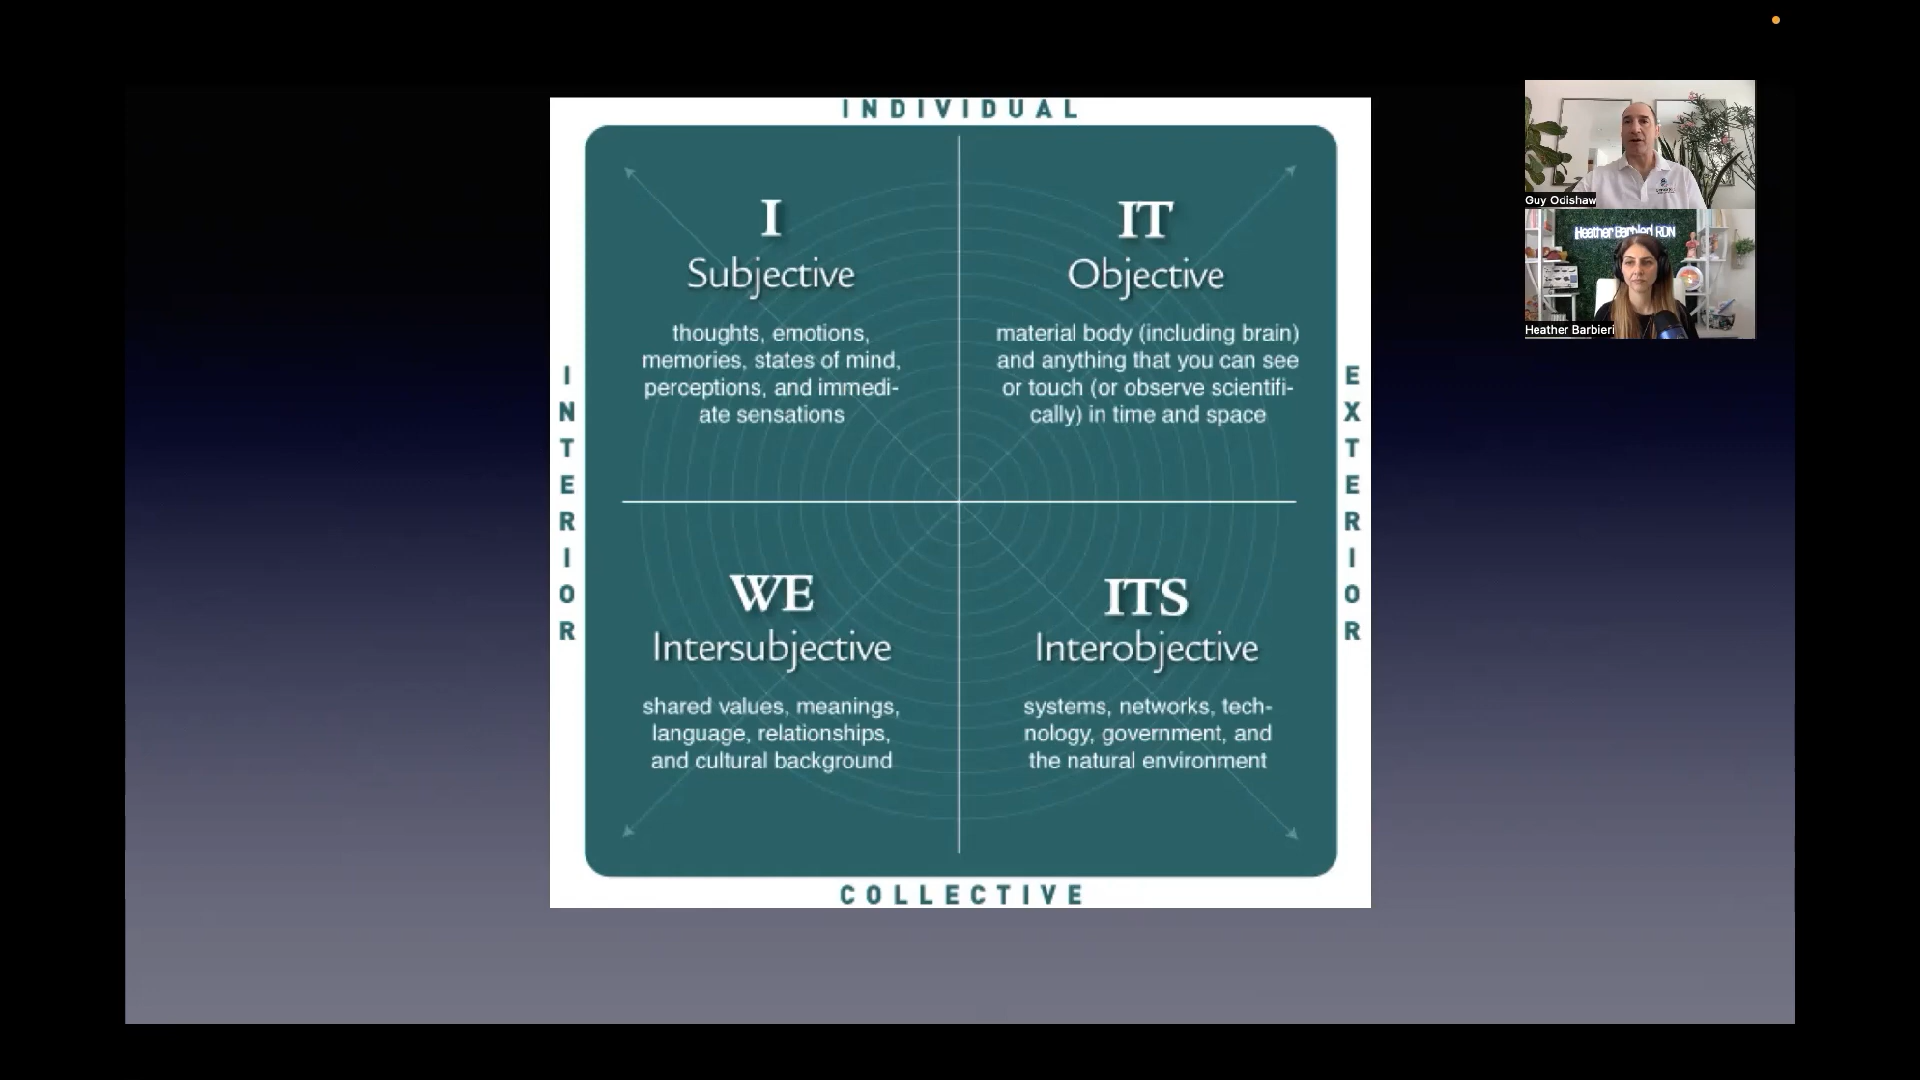 INDIVIDUAL
I
Subjective
thoughts, emotions,
memories, states of mind,
perceptions, and immedi-
ate sensations
IT
Objective
material body (including brain)
and anything that you can see
or touch (or observe scientifi-
cally) in time and space
INTERIOR
EXTERIOR
WE
Intersubjective
shared values, meanings,
language, relationships,
and cultural background
ITS
Interobjective
systems, networks, tech-
nology, government, and
the natural environment
COLLECTIVE
Guy Odishaw
Heather Barbieri RDN
Heather Barbieri